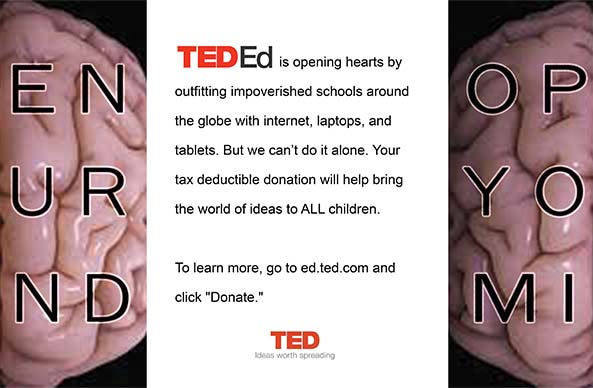 EN
UR
ND
TEDEd is opening hearts by
outfitting impoverished schools around
the globe with internet, laptops, and
tablets. But we can’t do it alone. Your
tax deductible donation will help bring
the world of ideas to ALL children.
To learn more, go to ed.ted.com and
click "Donate."
TED
Ideas worth spreading
OP
YO
MI